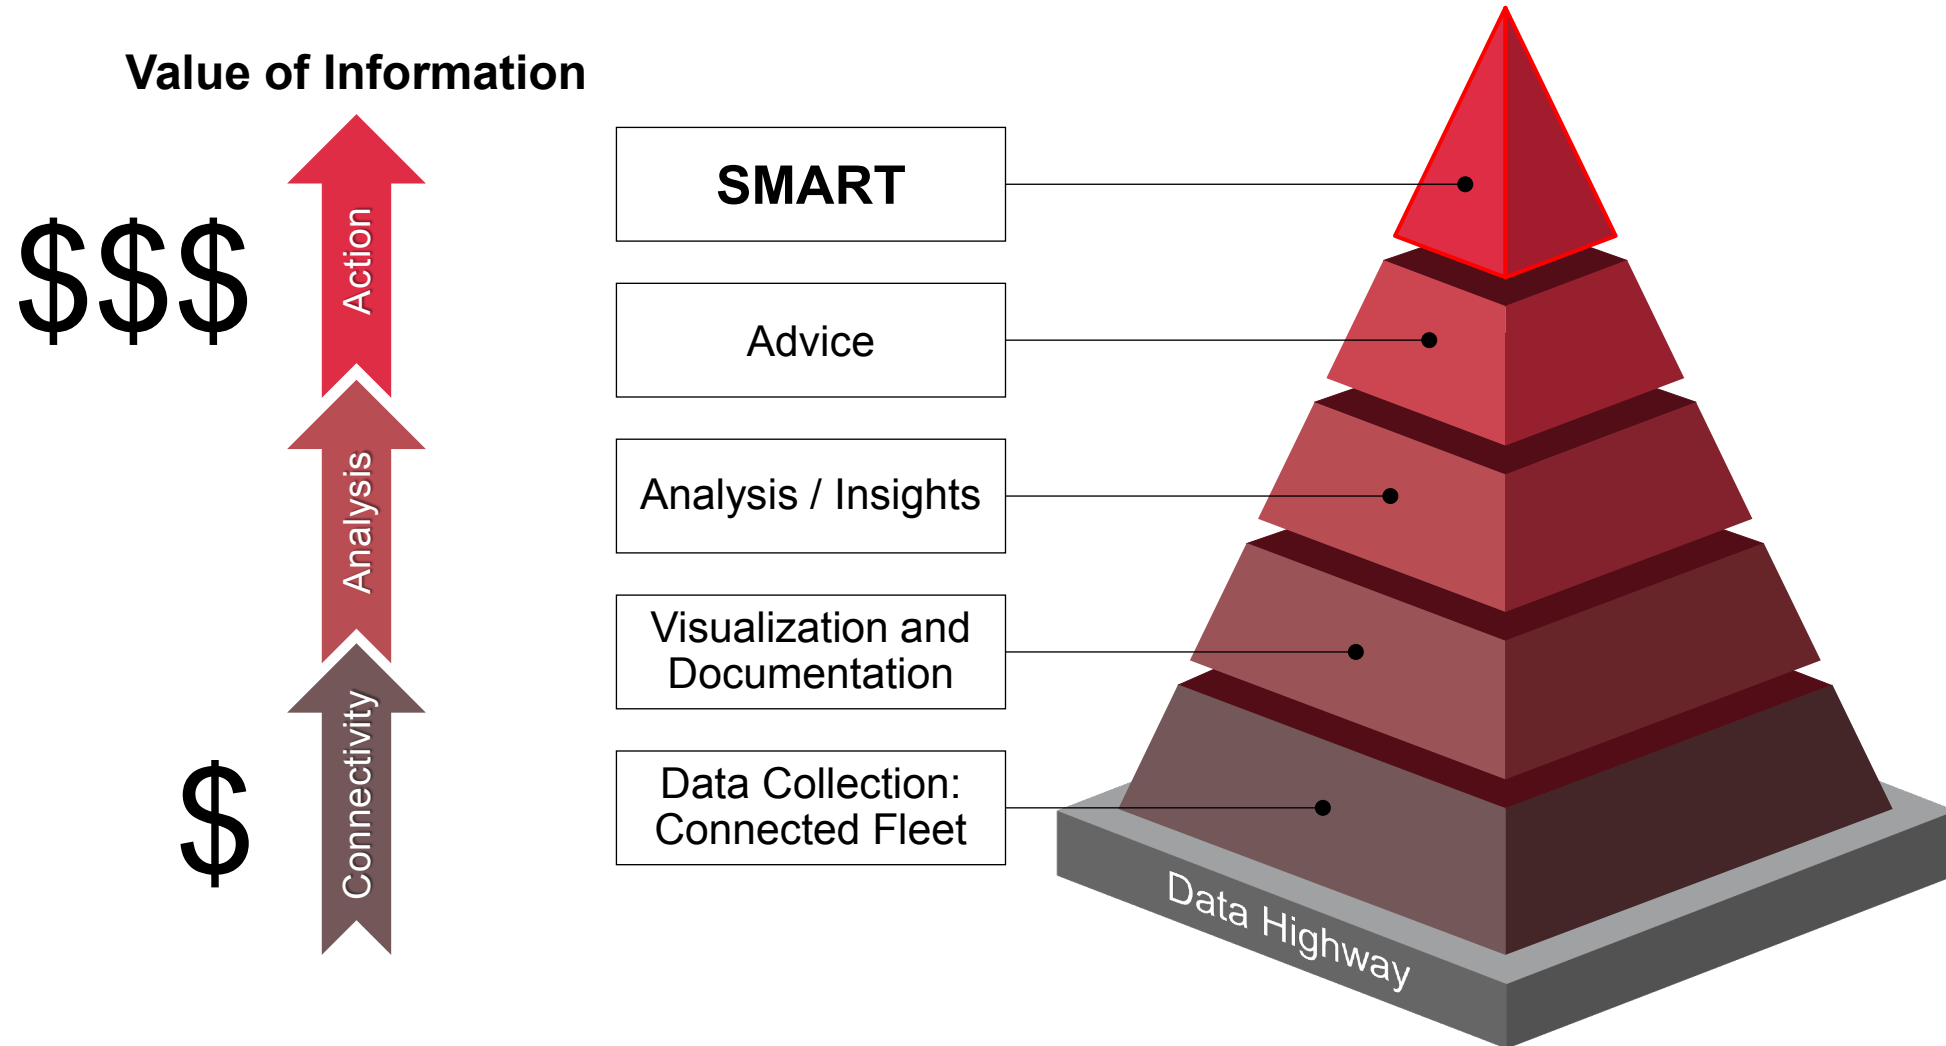 Value of Information
$$$
$
Action
Analysis
Connectivity
SMART
Advice
Analysis / Insights
Visualization and
Documentation
Data Collection:
Connected Fleet
Data Highway